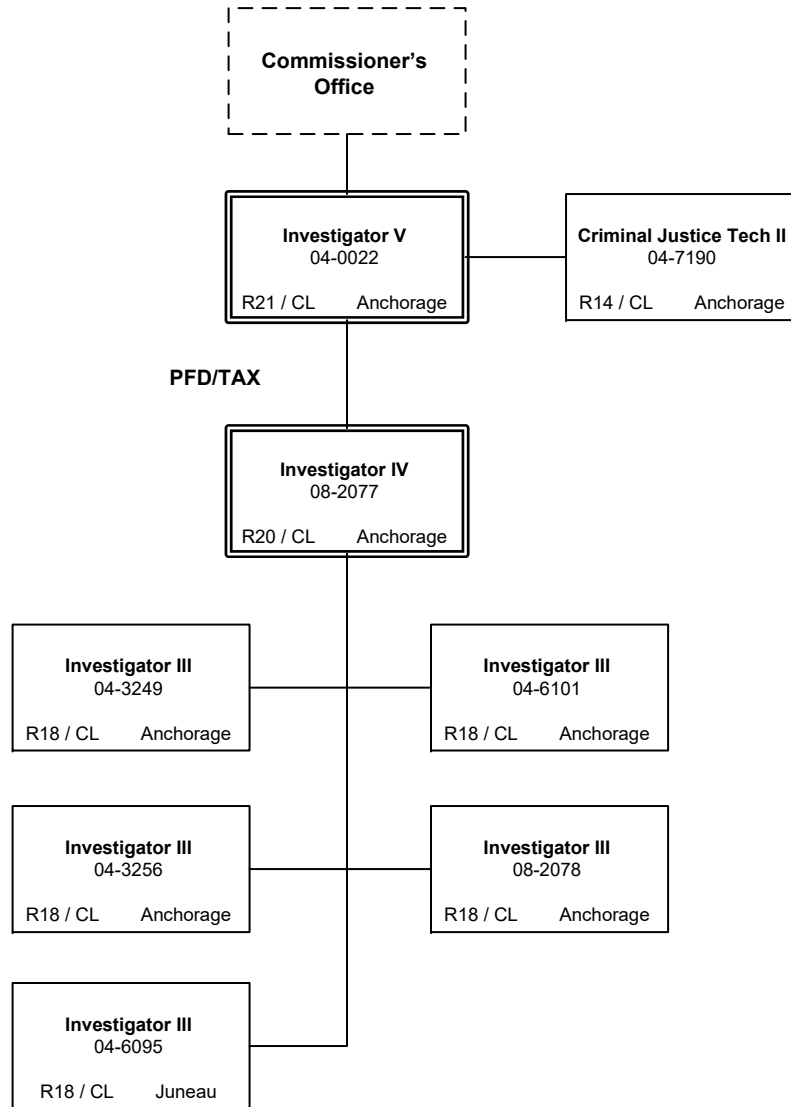 Commissioner’s
Office
Investigator V
04-0022
R21 / CL Anchorage
Criminal Justice Tech II
04-7190
R14 / CL Anchorage
PFD/TAX
Investigator IV
08-2077
R20 / CL Anchorage
Investigator III
04-3249
R18 / CL Anchorage
Investigator III
04-6101
R18 / CL Anchorage
Investigator III
04-3256
R18 / CL Anchorage
Investigator III
08-2078
R18 / CL Anchorage
Investigator III
04-6095
R18 / CL Juneau